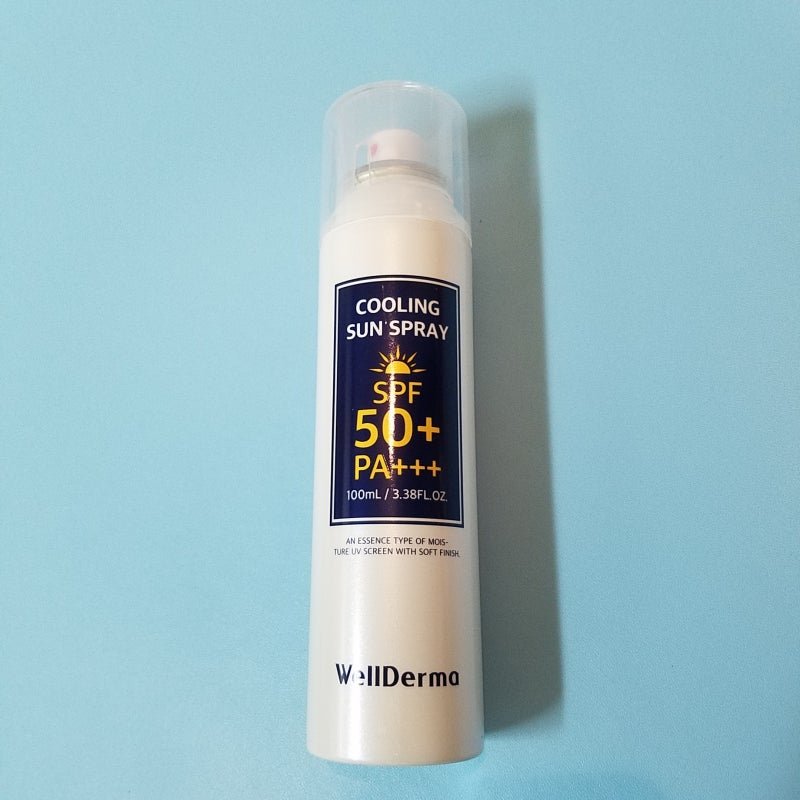 COOLING
SUN SPRAY
SPF
50+
PA+++
100mL / 3.38FL.OZ.
AN ESSENCE TYPE OF MOIS-
TURE UV SCREEN WITH SOFT FINISH.
WellDerma